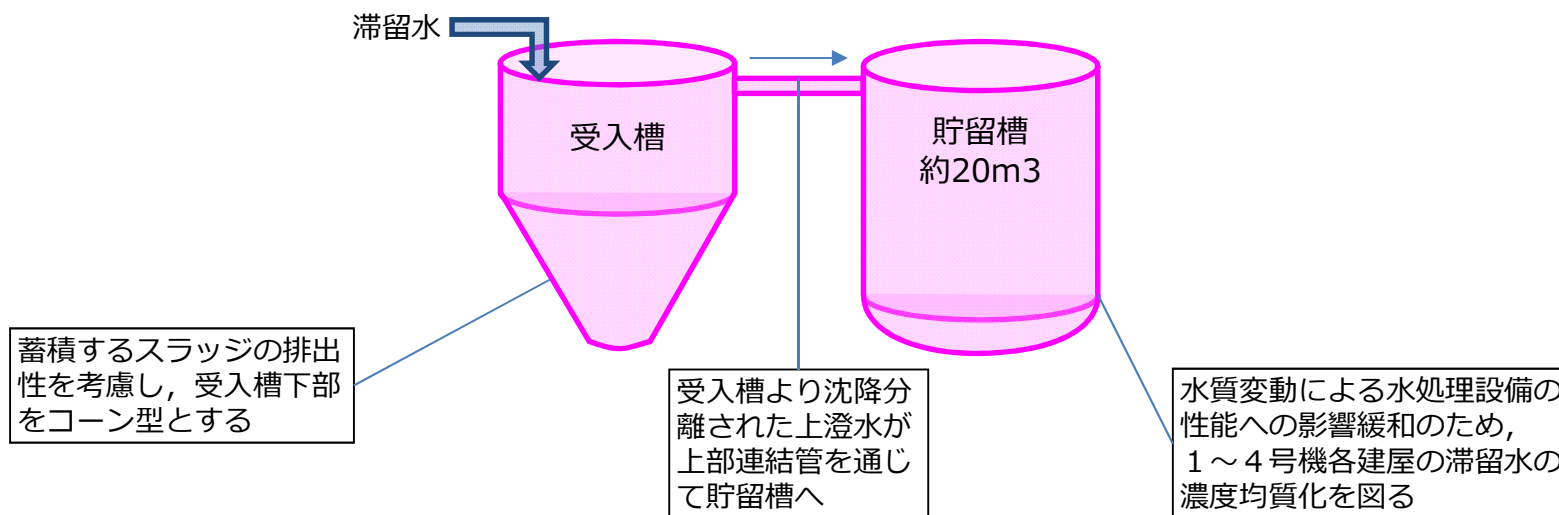 滞留水
受入槽
貯留槽
約20m3
蓄積するスラッジの排出
性を考慮し，受入槽下部
をコーン型とする
受入槽より沈降分
離された上澄水が
上部連結管を通じ
て貯留槽へ
水質変動による水処理設備の
性能への影響緩和のため，
１～４号機各建屋の滞留水の
濃度均質化を図る